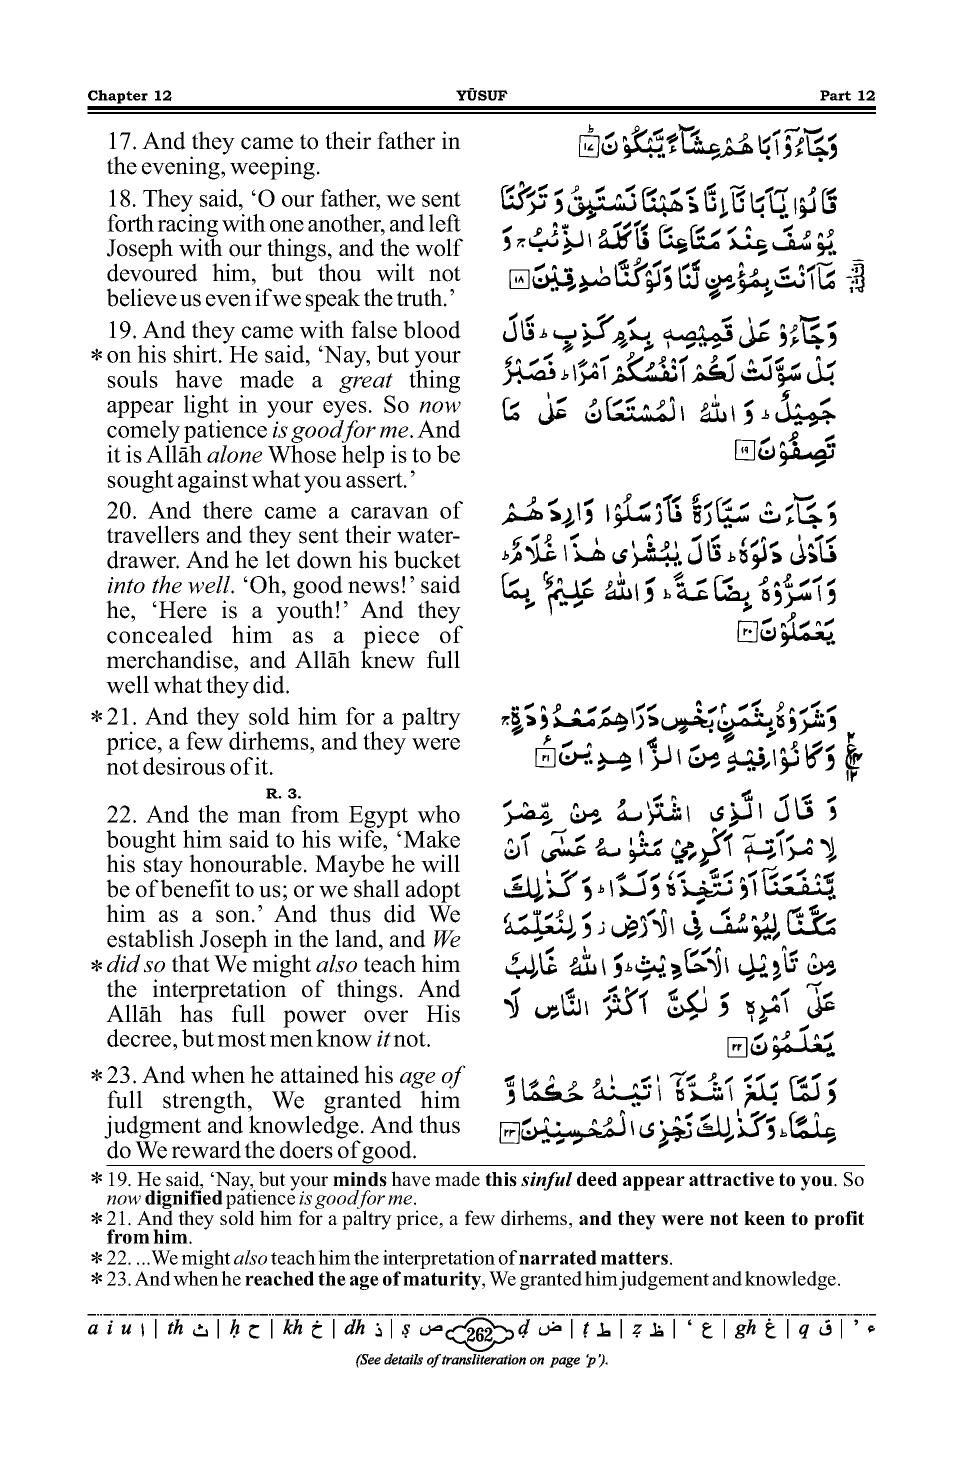 Chapter 12 YŪSUF Part 12
17. And they came to their father in
the evening, weeping.
18. They said, ‘O our father, we sent
forth racing with one another, and left
Joseph with our things, and the wolf
devoured him, but thou wilt not
believe us even if we speak the truth.’
19. And they came with false blood
* on his shirt. He said, ‘Nay, but your
souls have made a great thing
appear light in your eyes. So now
comely patience is good for me. And
it is Allāh alone Whose help is to be
sought against what you assert.’
20. And there came a caravan of
travellers and they sent their water-
drawer. And he let down his bucket
into the well. ‘Oh, good news!’ said
he, ‘Here is a youth!’ And they
concealed him as a piece of
merchandise, and Allāh knew full
well what they did.
* 21. And they sold him for a paltry
price, a few dirhems, and they were
not desirous of it.
R. 3.
22. And the man from Egypt who
bought him said to his wife, ‘Make
his stay honourable. Maybe he will
be of benefit to us; or we shall adopt
him as a son.’ And thus did We
establish Joseph in the land, and We
* did so that We might also teach him
the interpretation of things. And
Allāh has full power over His
decree, but most men know it not.
* 23. And when he attained his age of
full strength, We granted him
judgment and knowledge. And thus
do We reward the doers of good.
وَجَآءُوْٓ اَبَاهُمْ عِشَآءً يَّبْكُوْنَ ؕ۱۷
قَالُوْا يٰۤاَبَانَاۤ اِنَّا ذَهَبْنَا نَسْتَبِقُ وَ تَرَكْنَا
يُوْسُفَ عِنْدَ مَتَاعِنَا فَاَكَلَهُ الذِّئْبُ ۚ وَ
مَاۤ اَنْتَ بِمُؤْمِنٍ لَّنَا وَلَوْ كُنَّا صٰدِقِيْنَ ۱۸
وَجَآءُوْ عَلٰى قَمِيْصِهٖ بِدَمٍ كَذِبٍ ؕ قَالَ
بَلْ سَوَّلَتْ لَكُمْ اَنْفُسُكُمْ اَمْرًا ؕ فَصَبْرٌ
جَمِيْلٌ ؕ وَ اللّٰهُ الْمُسْتَعَانُ عَلٰى مَا
تَصِفُوْنَ ۱۹
وَ جَآءَتْ سَيَّارَةٌ فَاَرْسَلُوْا وَارِدَهُمْ
فَاَدْلٰى دَلْوَهٗ ؕ قَالَ يٰبُشْرٰى هٰذَا غُلٰمٌ ؕ
وَاَسَرُّوْهُ بِضَاعَةً ؕ وَ اللّٰهُ عَلِيْمٌۢ بِمَا
يَعْمَلُوْنَ ۲۰
وَشَرَوْهُ بِثَمَنٍۭ بَخْسٍ دَرَاهِمَ مَعْدُوْدَةٍ ۚ
وَكَانُوْا فِيْهِ مِنَ الزَّاهِدِيْنَ ۲۱
وَ قَالَ الَّذِى اشْتَرٰىهُ مِنْ مِّصْرَ
لِامْرَاَتِهٖۤ اَكْرِمِيْ مَثْوٰىهُ عَسٰۤى اَنْ
يَّنْفَعَنَاۤ اَوْ نَتَّخِذَهٗ وَلَدًا ؕ وَ كَذٰلِكَ
مَكَّنَّا لِيُوْسُفَ فِى الْاَرْضِ ز وَ لِنُعَلِّمَهٗ
مِنْ تَاْوِيْلِ الْاَحَادِيْثِ ؕ وَ اللّٰهُ غَالِبٌ
عَلٰۤى اَمْرِهٖ وَ لٰكِنَّ اَكْثَرَ النَّاسِ لَا
يَعْلَمُوْنَ ۲۲
وَ لَمَّا بَلَغَ اَشُدَّهٗۤ اٰتَيْنٰهُ حُكْمًا وَّ
عِلْمًا ؕ وَكَذٰلِكَ نَجْزِى الْمُحْسِنِيْنَ ۲۳
* 19. He said, ‘Nay, but your minds have made this sinful deed appear attractive to you. So
now dignified patience is good for me.
* 21. And they sold him for a paltry price, a few dirhems, and they were not keen to profit
from him.
* 22. ...We might also teach him the interpretation of narrated matters.
* 23. And when he reached the age of maturity, We granted him judgement and knowledge.
a i u ا | th ث | ḥ ح | kh خ | dh ذ | ṣ ص 262 ḍ ض | ṭ ط | ẓ ظ | ‘ ع | gh غ | q ق | ’ ء
(See details of transliteration on page ‘p’).